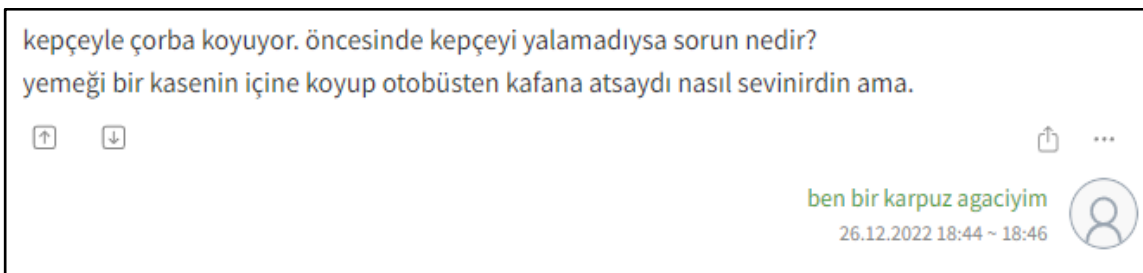 kepçeyle çorba koyuyor. öncesinde kepçeyi yalamadıysa sorun nedir?
yemeği bir kasenin içine koyup otobüsten kafana atsaydı nasıl sevinirdin ama.
ben bir karpuz agaciyim
26.12.2022 18:44 ~ 18:46